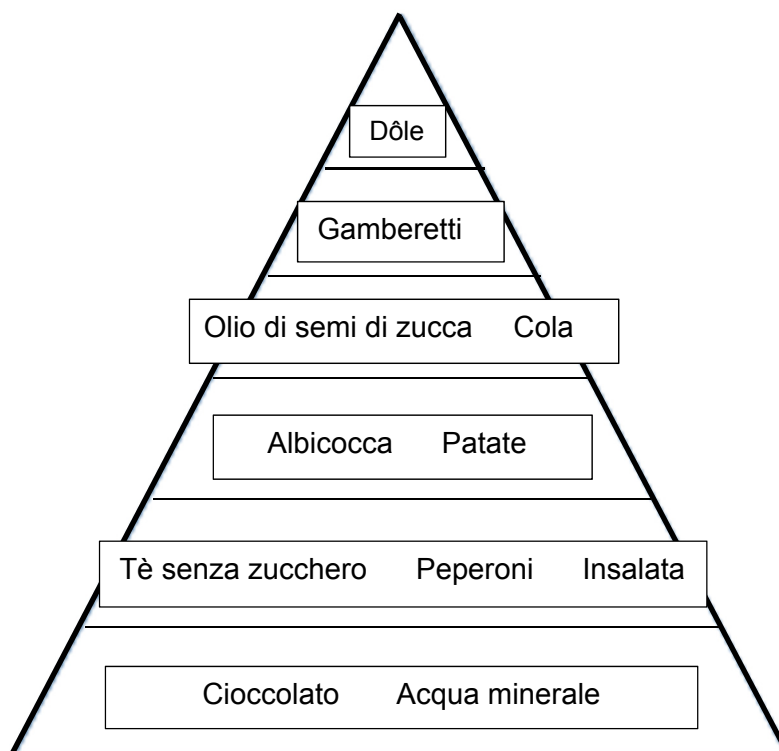 Dôle
Gamberetti
Olio di semi di zucca Cola
Albicocca Patate
Tè senza zucchero Peperoni Insalata
Cioccolato Acqua minerale